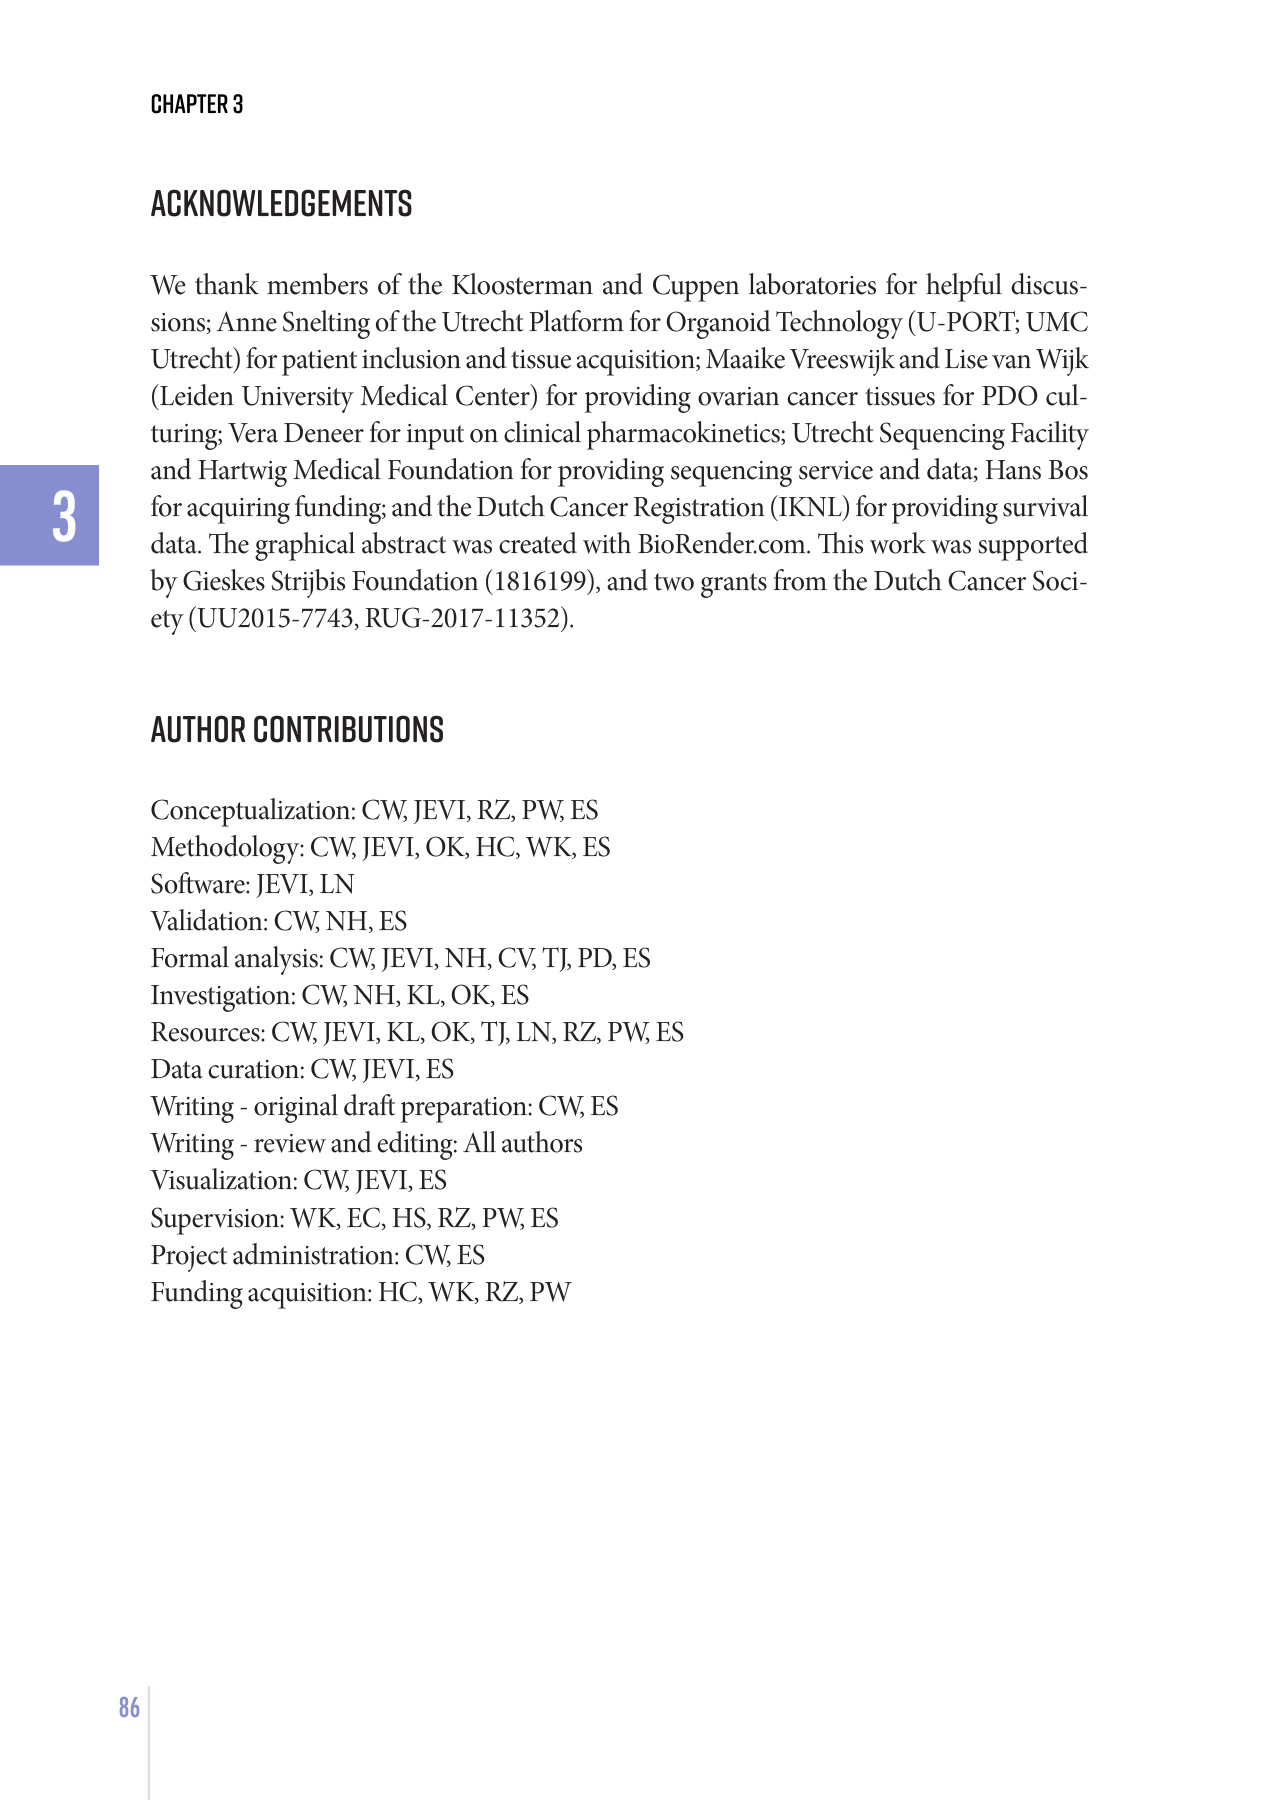 CHAPTER 3
ACKNOWLEDGEMENTS
We thank members of the Kloosterman and Cuppen laboratories for helpful discus-
sions; Anne Snelting of the Utrecht Platform for Organoid Technology (U-PORT; UMC
Utrecht) for patient inclusion and tissue acquisition; Maaike Vreeswijk and Lise van Wijk
(Leiden University Medical Center) for providing ovarian cancer tissues for PDO cul-
turing; Vera Deneer for input on clinical pharmacokinetics; Utrecht Sequencing Facility
and Hartwig Medical Foundation for providing sequencing service and data; Hans Bos
for acquiring funding; and the Dutch Cancer Registration (IKNL) for providing survival
data. The graphical abstract was created with BioRender.com. This work was supported
by Gieskes Strijbis Foundation (1816199), and two grants from the Dutch Cancer Soci-
ety (UU2015-7743, RUG-2017-11352).
3
AUTHOR CONTRIBUTIONS
Conceptualization: CW, JEVI, RZ, PW, ES
Methodology: CW, JEVI, OK, HC, WK, ES
Software: JEVI, LN
Validation: CW, NH, ES
Formal analysis: CW, JEVI, NH, CV, TJ, PD, ES
Investigation: CW, NH, KL, OK, ES
Resources: CW, JEVI, KL, OK, TJ, LN, RZ, PW, ES
Data curation: CW, JEVI, ES
Writing - original draft preparation: CW, ES
Writing - review and editing: All authors
Visualization: CW, JEVI, ES
Supervision: WK, EC, HS, RZ, PW, ES
Project administration: CW, ES
Funding acquisition: HC, WK, RZ, PW
86